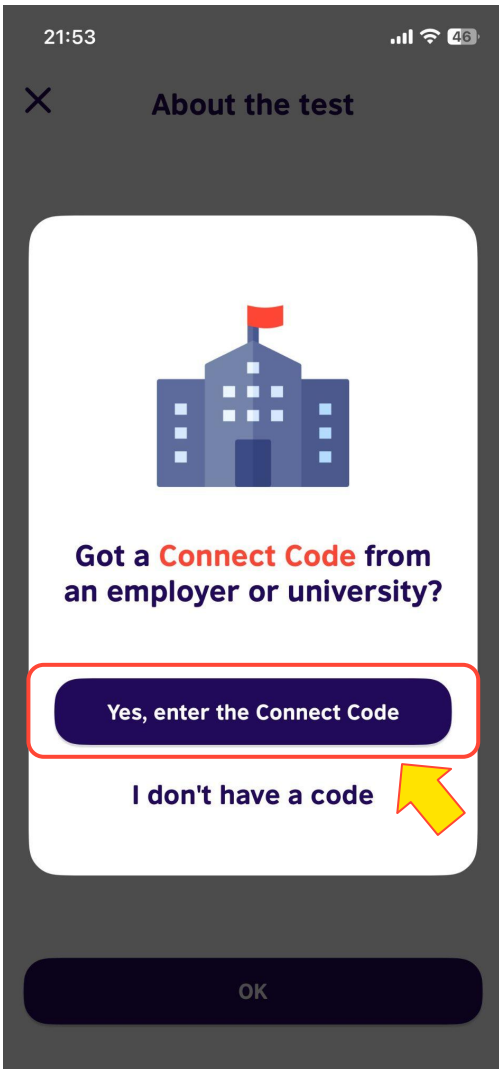 21:53
46
About the test
Got a Connect Code from
an employer or university?
Yes, enter the Connect Code
I don't have a code
OK